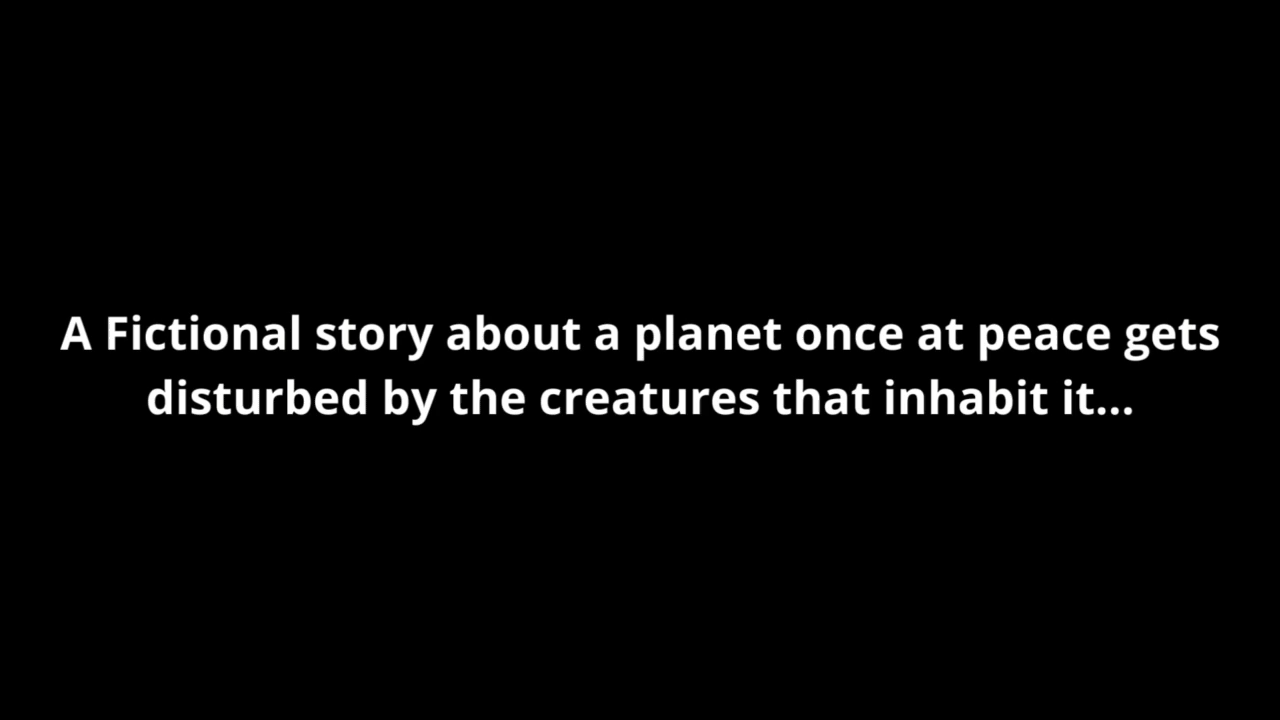 A Fictional story about a planet once at peace gets
disturbed by the creatures that inhabit it...